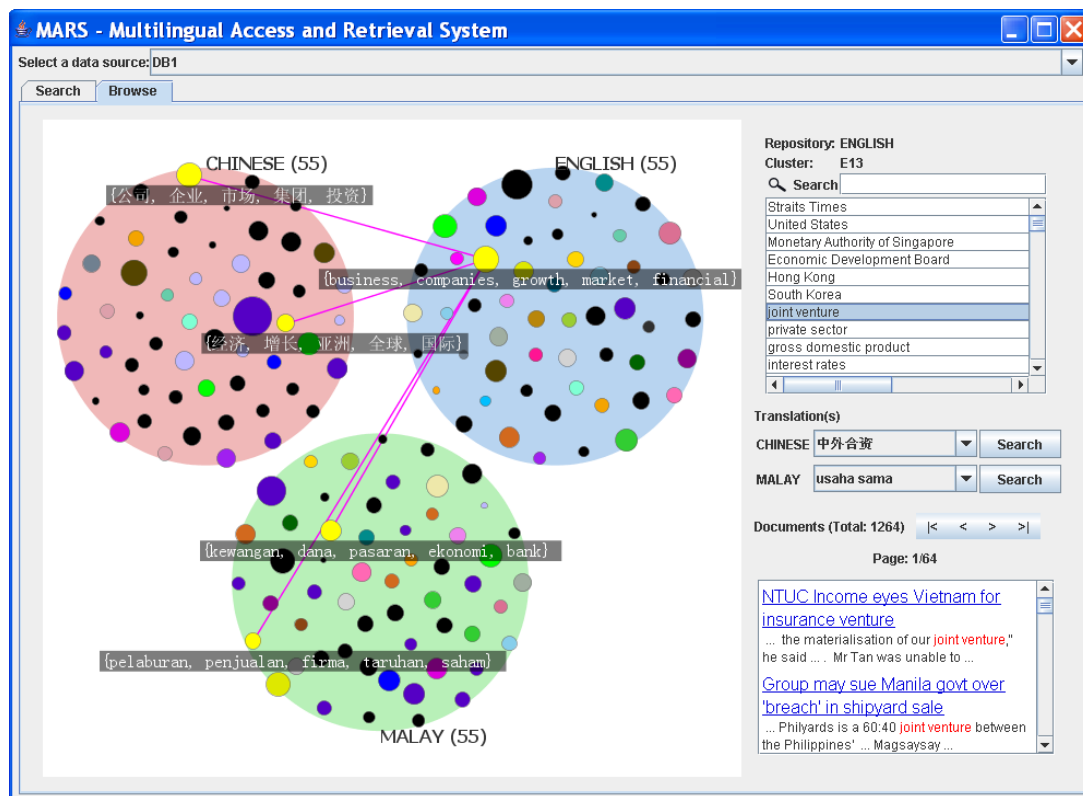 MARS - Multilingual Access and Retrieval System
Select a data source: DB1
Search Browse
CHINESE (55)
{公司, 企业, 市场, 集团, 投资}
ENGLISH (55)
{business, companies, growth, market, financial}
{经济, 增长, 亚洲, 全球, 国际}
{kewangan, dana, pasaran, ekonomi, bank}
{pelaburan, penjualan, firma, taruhan, saham}
MALAY (55)
Repository: ENGLISH
Cluster: E13
Search
Straits Times
United States
Monetary Authority of Singapore
Economic Development Board
Hong Kong
South Korea
joint venture
private sector
gross domestic product
interest rates
Translation(s)
CHINESE 中外合资 Search
MALAY usaha sama Search
Documents (Total: 1264) |< < > >|
Page: 1/64
NTUC Income eyes Vietnam for
insurance venture
... the materialisation of our joint venture,"
he said ... . Mr Tan was unable to ...
Group may sue Manila govt over
'breach' in shipyard sale
... Philyards is a 60:40 joint venture between
the Philippines' ... Magsaysay ...